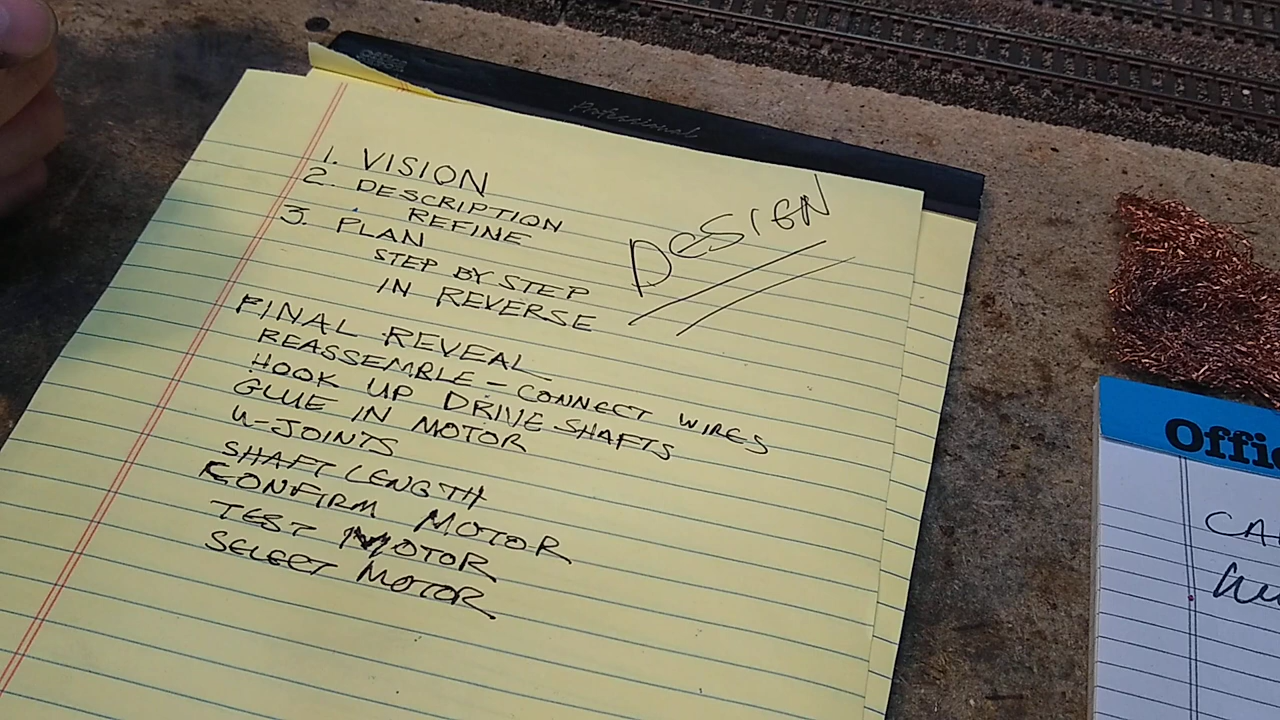 Professional
1. VISION
2. DESCRIPTION
REFINE
3. PLAN
STEP BY STEP
IN REVERSE
DESIGN
FINAL REVEAL
REASSEMBLE - CONNECT WIRES
HOOK UP DRIVE SHAFTS
GLUE IN MOTOR
U-JOINTS
SHAFT LENGTH
CONFIRM MOTOR
TEST MOTOR
SELECT MOTOR
Offic
CA